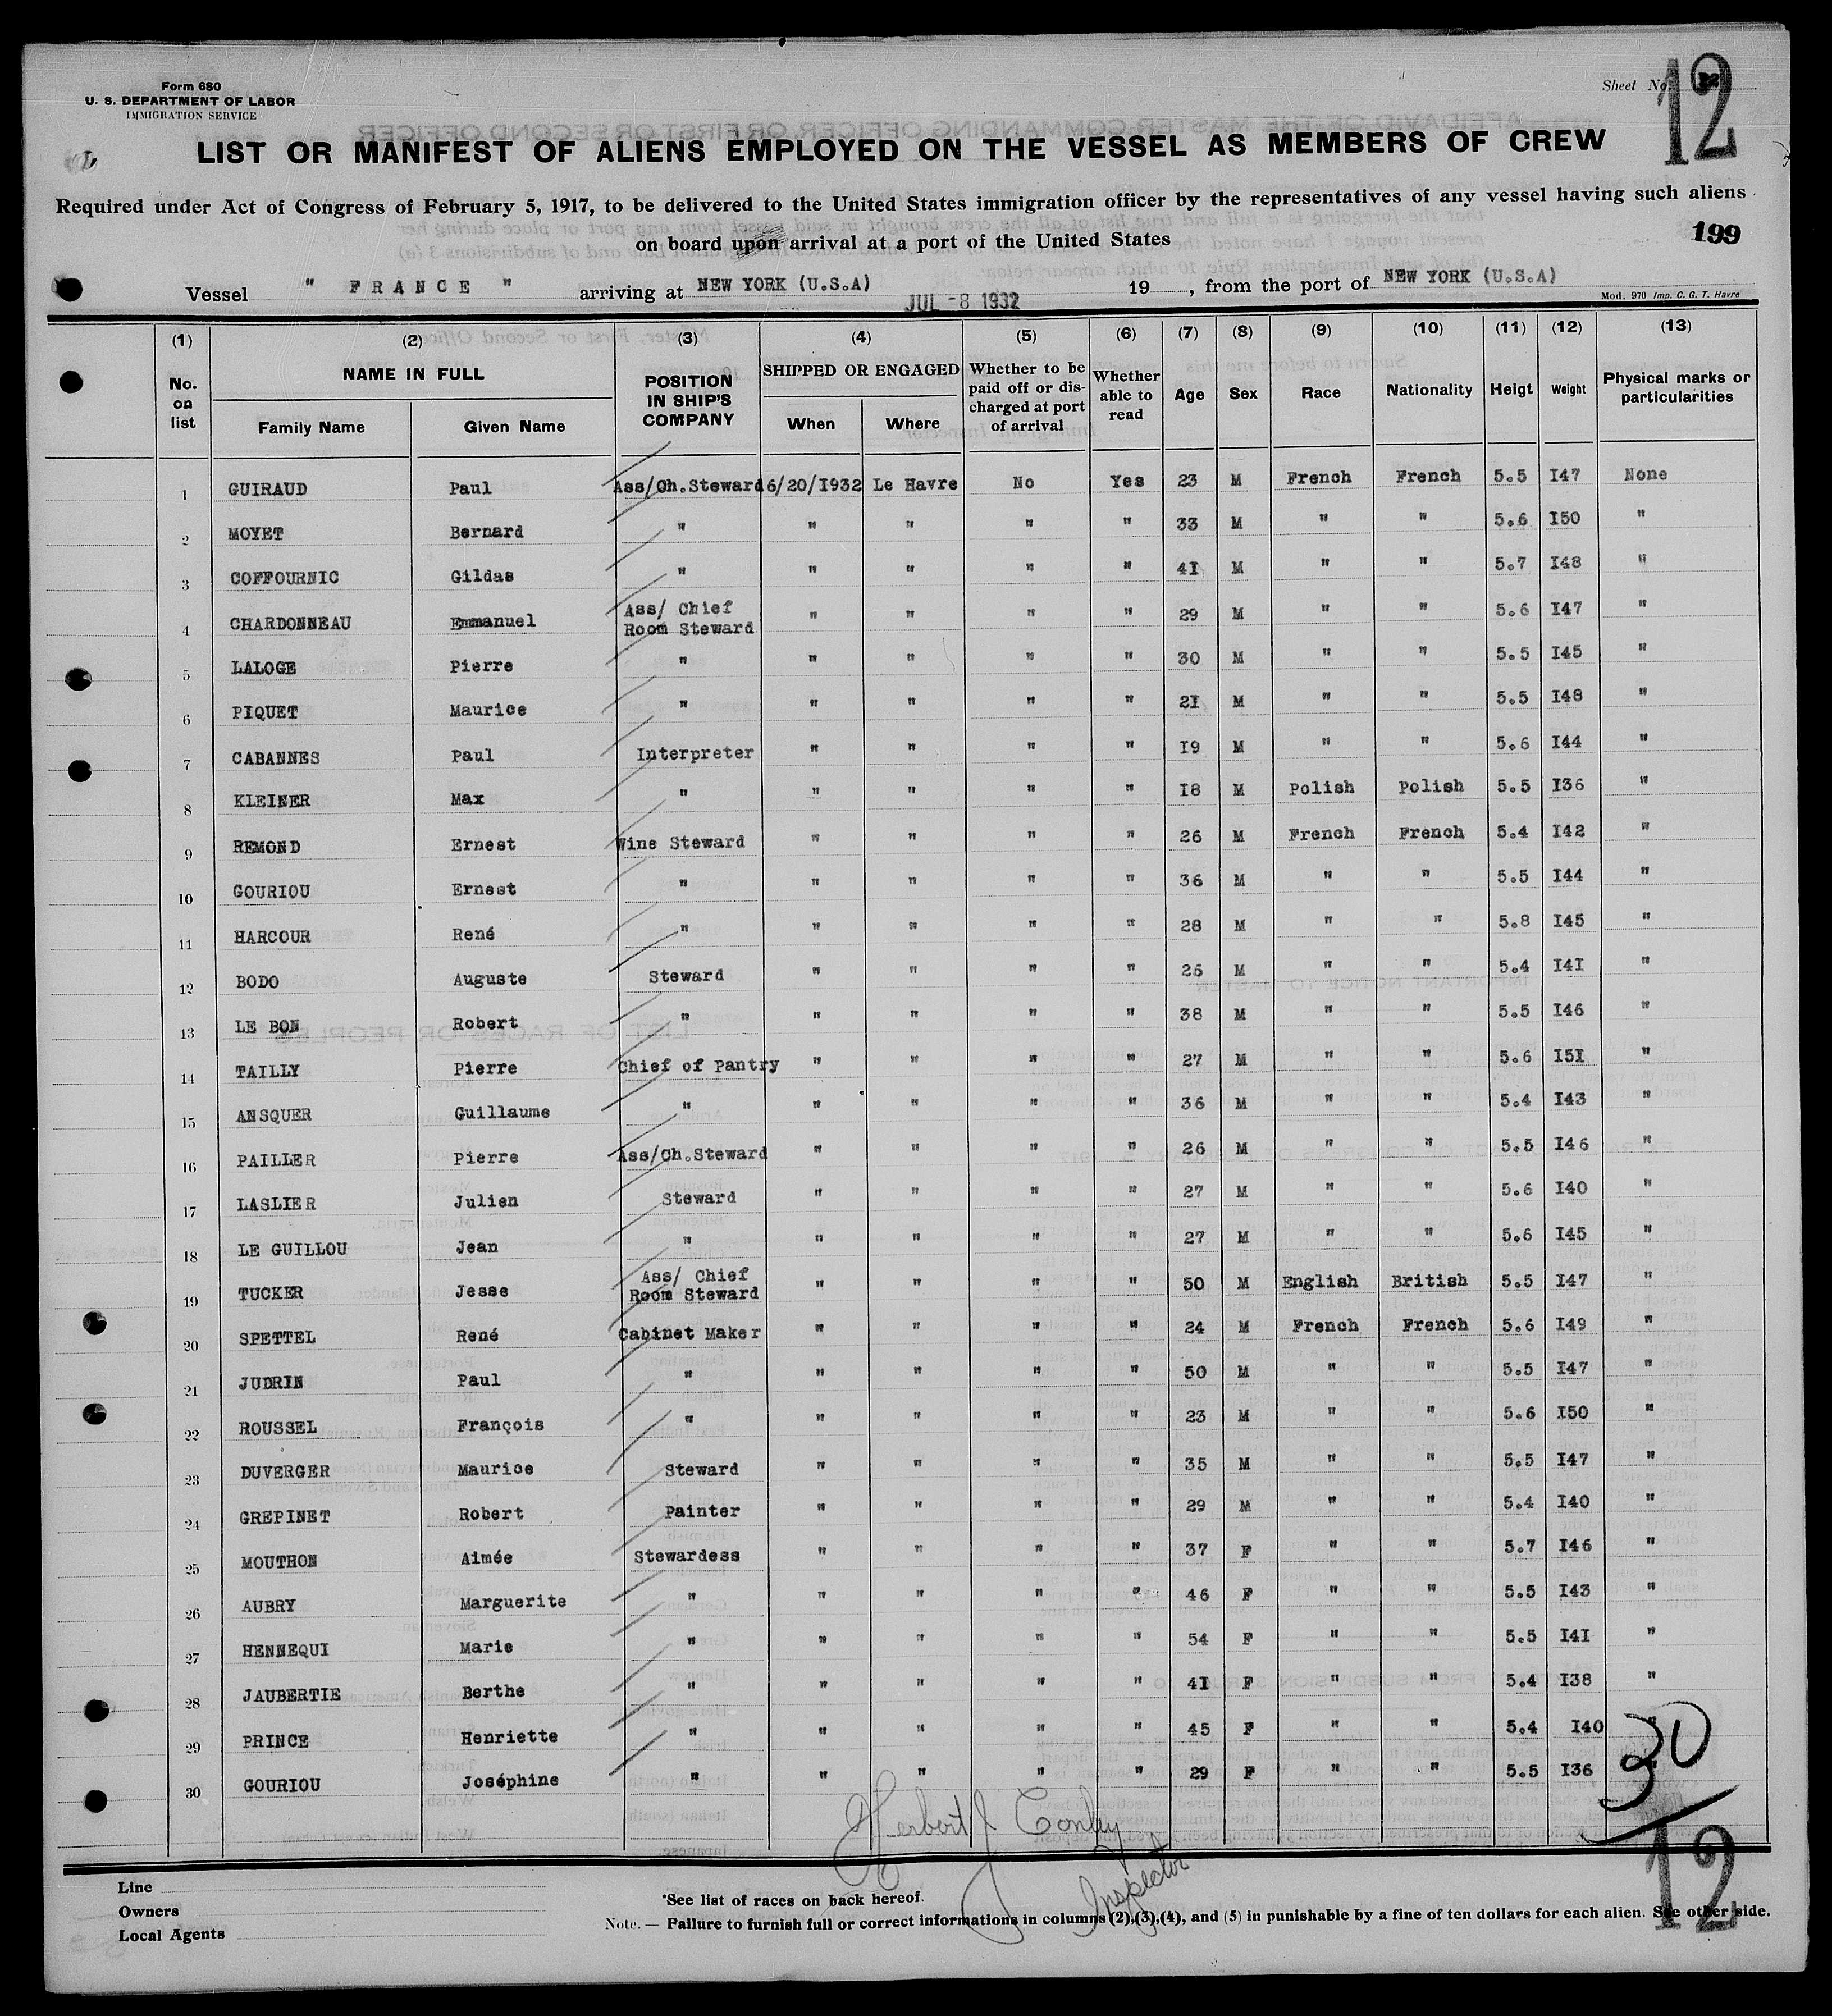 Form 680
U. S. DEPARTMENT OF LABOR
IMMIGRATION SERVICE
Sheet No. 12
12
LIST OR MANIFEST OF ALIENS EMPLOYED ON THE VESSEL AS MEMBERS OF CREW
Required under Act of Congress of February 5, 1917, to be delivered to the United States immigration officer by the representatives of any vessel having such aliens
on board upon arrival at a port of the United States
199
Vessel " FRANCE " arriving at NEW YORK (U.S.A) JUL -8 1932 19 , from the port of NEW YORK (U.S.A)
Mod. 970 Imp. C. G. T. Havre
(1) (2) (3) (4) (5) (6) (7) (8) (9) (10) (11) (12) (13)
No. on list NAME IN FULL Family Name Given Name POSITION IN SHIP'S COMPANY SHIPPED OR ENGAGED When Where Whether to be paid off or discharged at port of arrival Whether able to read Age Sex Race Nationality Heigt Weight Physical marks or particularities
1 GUIRAUD Paul Ass/Ch.Steward 6/20/I932 Le Havre No Yes 23 M French French 5.5 I47 None
2 MOYET Bernard " " " " " 33 M " " 5.6 I50 "
3 COFFOURNIC Gildas " " " " " 4I M " " 5.7 I48 "
4 CHARDONNEAU Emmanuel Ass/ Chief Room Steward " " " " 29 M " " 5.6 I47 "
5 LALOGE Pierre " " " " " 30 M " " 5.5 I45 "
6 PIQUET Maurice " " " " " 2I M " " 5.5 I48 "
7 CABANNES Paul Interpreter " " " " I9 M " " 5.6 I44 "
8 KLEINER Max " " " " " I8 M Polish Polish 5.5 I36 "
9 REMOND Ernest Wine Steward " " " " 26 M French French 5.4 I42 "
10 GOURIOU Ernest " " " " " 36 M " " 5.5 I44 "
11 HARCOUR René " " " " " 28 M " " 5.8 I45 "
12 BODO Auguste Steward " " " " 25 M " " 5.4 I4I "
13 LE BON Robert " " " " " 38 M " " 5.5 I46 "
14 TAILLY Pierre Chief of Pantry " " " " 27 M " " 5.6 I5I "
15 ANSQUER Guillaume " " " " " 36 M " " 5.4 I43 "
16 PAILLER Pierre Ass/Ch.Steward " " " " 26 M " " 5.5 I46 "
17 LASLIER Julien Steward " " " " 27 M " " 5.6 I40 "
18 LE GUILLOU Jean " " " " " 27 M " " 5.6 I45 "
19 TUCKER Jesse Ass/ Chief Room Steward " " " " 50 M English British 5.5 I47 "
20 SPETTEL René Cabinet Maker " " " " 24 M French French 5.6 I49 "
21 JUDRIN Paul " " " " " 50 M " " 5.5 I47 "
22 ROUSSEL François " " " " " 23 M " " 5.6 I50 "
23 DUVERGER Maurice Steward " " " " 35 M " " 5.5 I47 "
24 GREPINET Robert Painter " " " " 29 M " " 5.4 I40 "
25 MOUTHON Aimée Stewardess " " " " 37 F " " 5.7 I46 "
26 AUBRY Marguerite " " " " " 46 F " " 5.5 I43 "
27 HENNEQUI Marie " " " " " 54 F " " 5.5 I4I "
28 JAUBERTIE Berthe " " " " " 4I F " " 5.4 I38 "
29 PRINCE Henriette " " " " " 45 F " " 5.4 I40 "
30 GOURIOU Joséphine " " " " " 29 F " " 5.5 I36
30
12
Herbert J Conley
Inspector
Line
Owners
Local Agents
*See list of races on back hereof.
Note. — Failure to furnish full or correct informations in columns (2),(3),(4), and (5) in punishable by a fine of ten dollars for each alien. See other side.